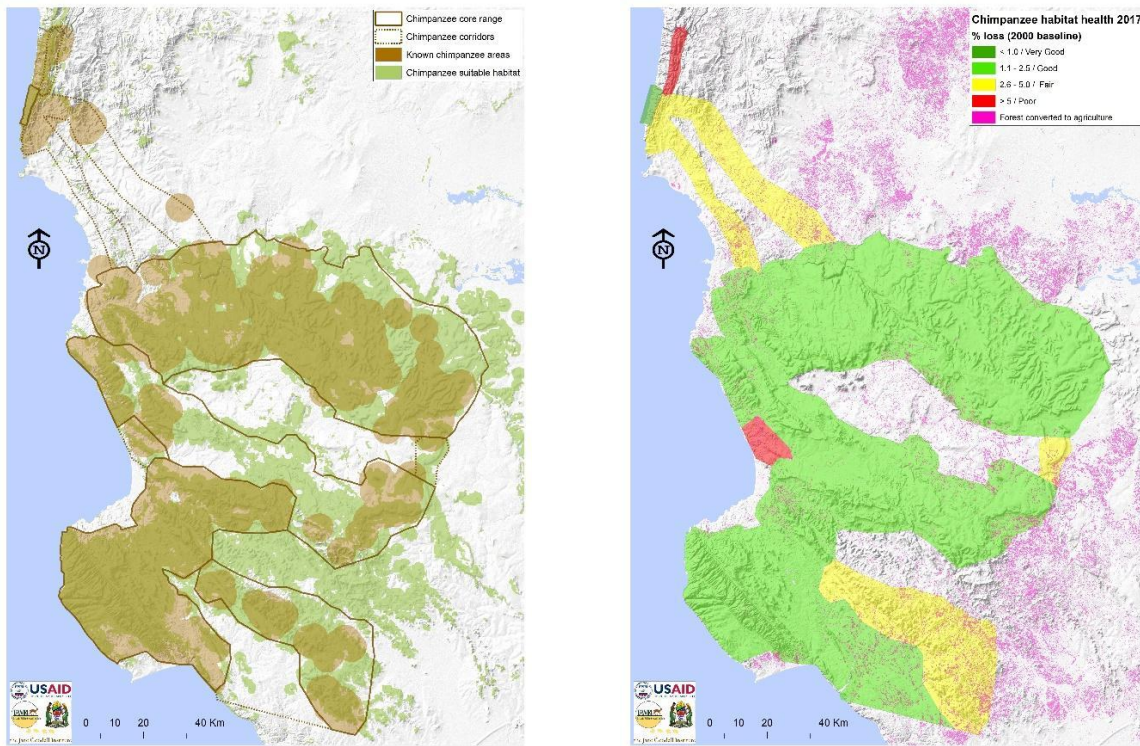 Chimpanzee core range
Chimpanzee corridors
Known chimpanzee areas
Chimpanzee suitable habitat
N
USAID
0 10 20 40 Km
Chimpanzee habitat health 2017
% loss (2000 baseline)
< 1.0 / Very Good
1.1 - 2.5 / Good
2.6 - 5.0 / Fair
> 5 / Poor
Forest converted to agriculture
N
USAID
0 10 20 40 Km